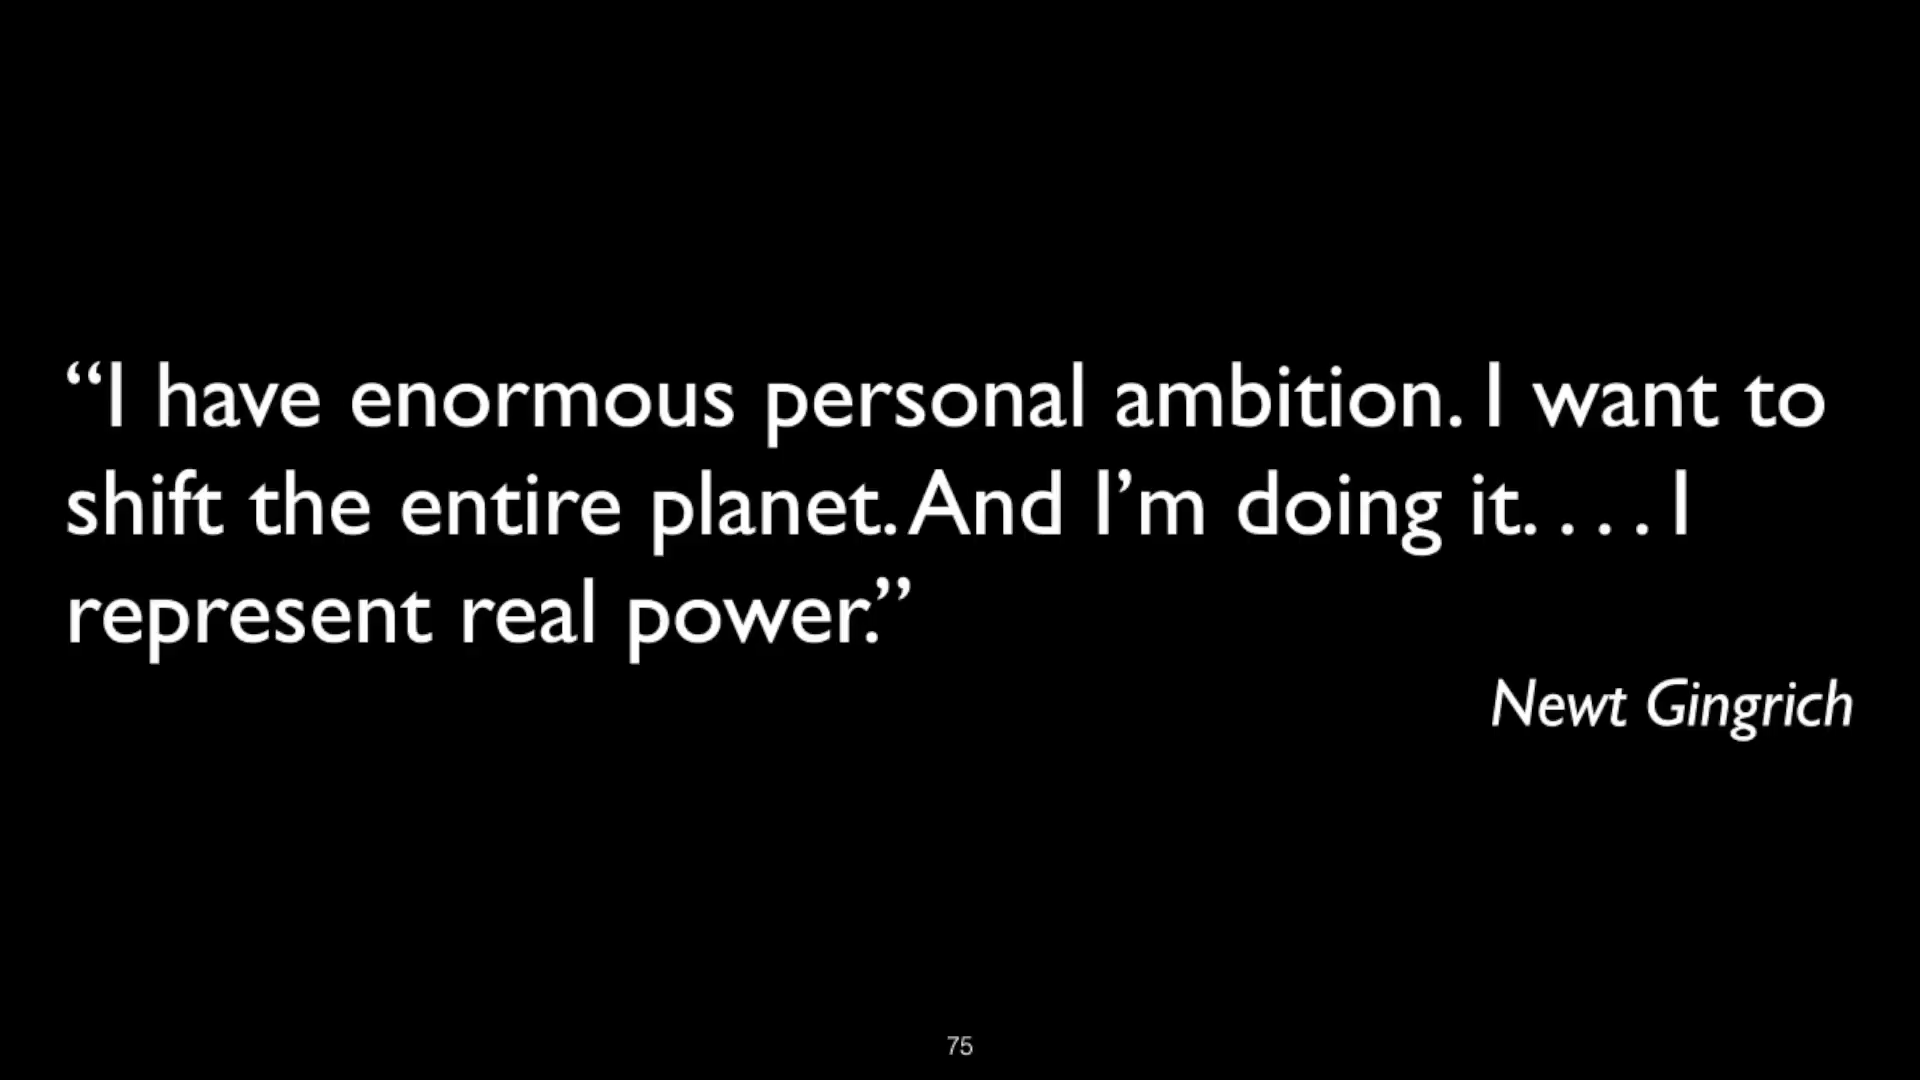 “I have enormous personal ambition. I want to
shift the entire planet. And I’m doing it. . . . I
represent real power.”
Newt Gingrich
75